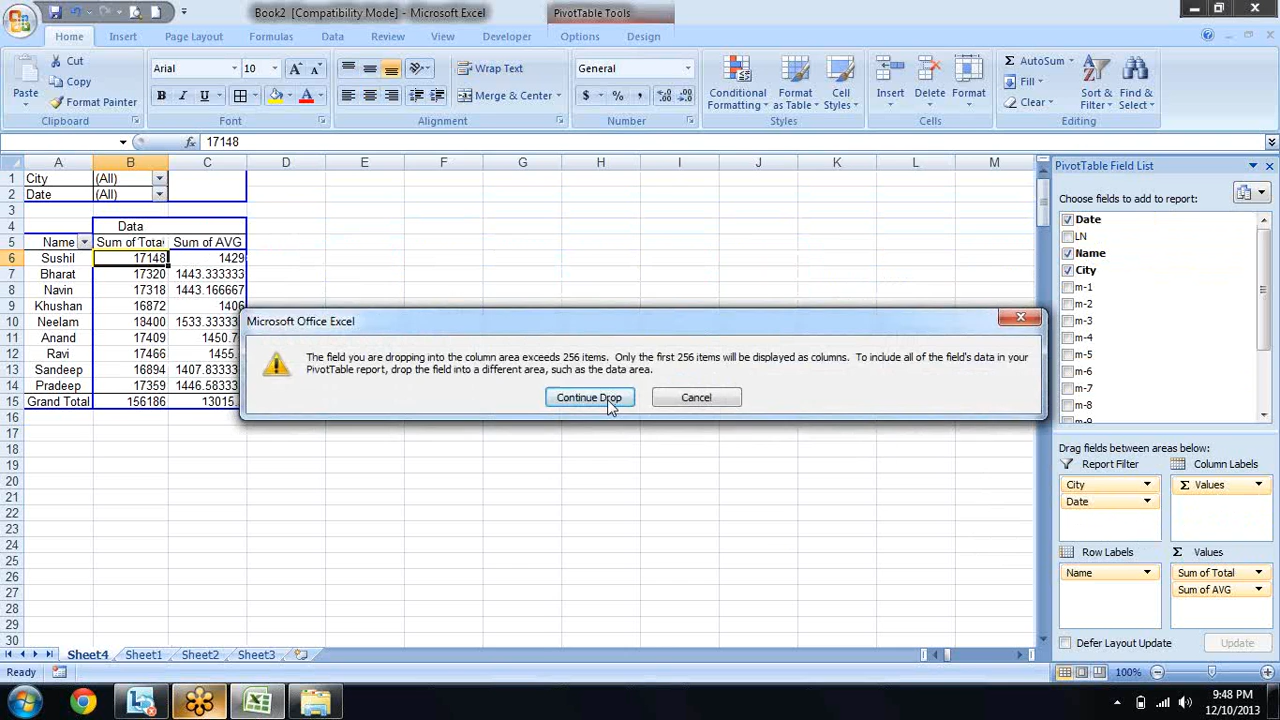 Book2 [Compatibility Mode] - Microsoft Excel
PivotTable Tools
Home Insert Page Layout Formulas Data Review View Developer Options Design
Cut
Copy
Format Painter
Paste
Clipboard
Arial 10
B I U
Font
Wrap Text
Merge & Center
Alignment
General
$ % ,
Number
Conditional Formatting
Format as Table
Cell Styles
Styles
Insert Delete Format
Cells
Σ AutoSum
Fill
Clear
Sort & Filter
Find & Select
Editing
fx 17148
A B C D E F G H I J K L M
1 City (All)
2 Date (All)
3
4 Data
5 Name Sum of Total Sum of AVG
6 Sushil 17148 1429
7 Bharat 17320 1443.333333
8 Navin 17318 1443.166667
9 Khushan 16872 1406
10 Neelam 18400 1533.33333
11 Anand 17409 1450.7
12 Ravi 17466 1455.
13 Sandeep 16894 1407.83333
14 Pradeep 17359 1446.58333
15 Grand Total 156186 13015.
16
17
18
19
20
21
22
23
24
25
26
27
28
29
30
Microsoft Office Excel
The field you are dropping into the column area exceeds 256 items. Only the first 256 items will be displayed as columns. To include all of the field's data in your
PivotTable report, drop the field into a different area, such as the data area.
Continue Drop Cancel
PivotTable Field List
Choose fields to add to report:
Date
LN
Name
City
m-1
m-2
m-3
m-4
m-5
m-6
m-7
m-8
m-9
Drag fields between areas below:
Report Filter
City
Date
Column Labels
Σ Values
Row Labels
Name
Σ Values
Sum of Total
Sum of AVG
Defer Layout Update Update
Sheet4 Sheet1 Sheet2 Sheet3
Ready
100%
9:48 PM
12/10/2013